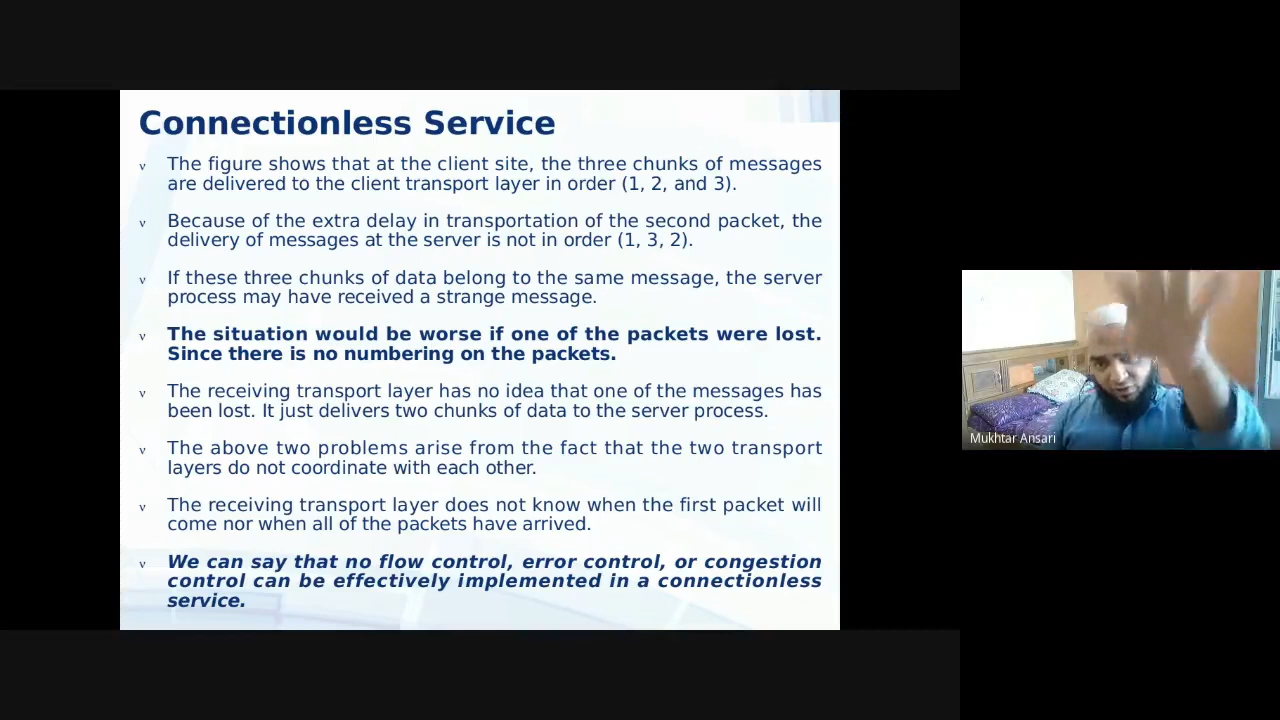 Connectionless Service
ν The figure shows that at the client site, the three chunks of messages
are delivered to the client transport layer in order (1, 2, and 3).
ν Because of the extra delay in transportation of the second packet, the
delivery of messages at the server is not in order (1, 3, 2).
ν If these three chunks of data belong to the same message, the server
process may have received a strange message.
ν The situation would be worse if one of the packets were lost.
Since there is no numbering on the packets.
ν The receiving transport layer has no idea that one of the messages has
been lost. It just delivers two chunks of data to the server process.
ν The above two problems arise from the fact that the two transport
layers do not coordinate with each other.
ν The receiving transport layer does not know when the first packet will
come nor when all of the packets have arrived.
ν We can say that no flow control, error control, or congestion
control can be effectively implemented in a connectionless
service.
Mukhtar Ansari